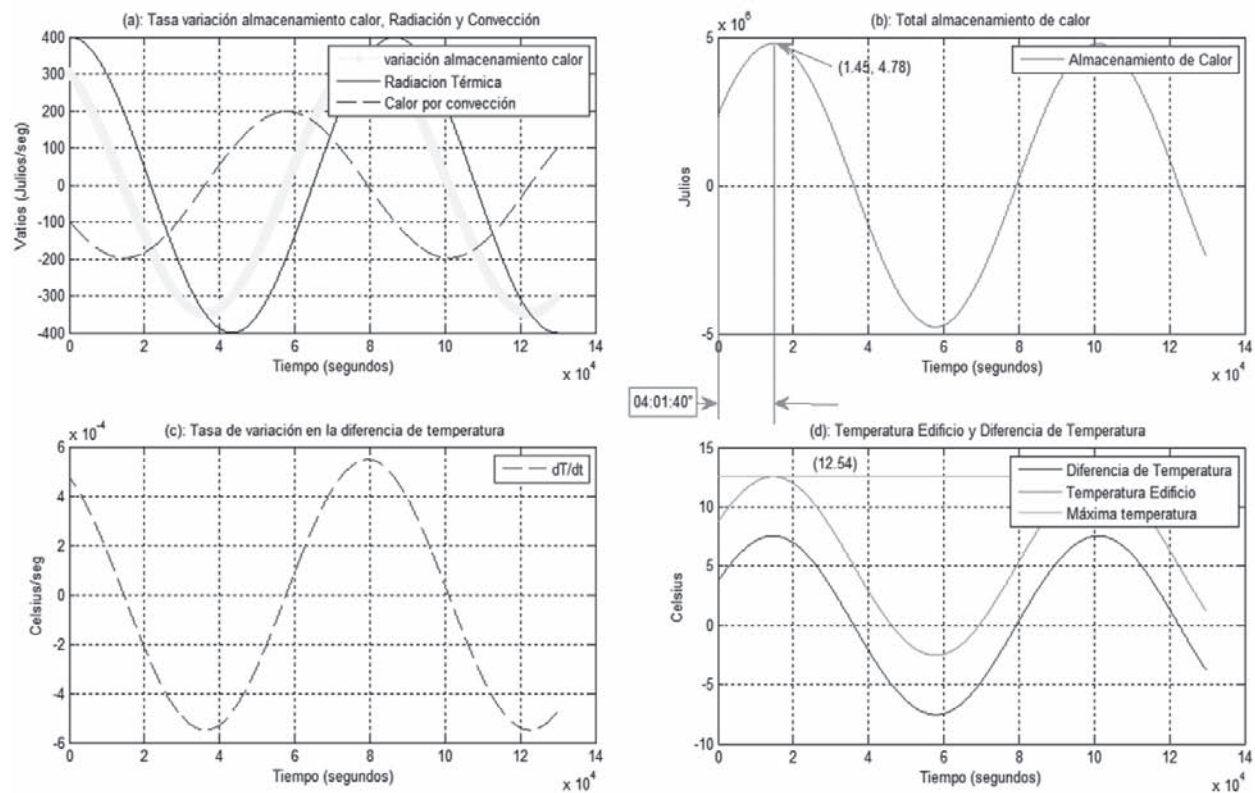 (a): Tasa variación almacenamiento calor, Radiación y Convección
400
300
200
100
0
-100
-200
-300
-400
Vatios (Julios/seg)
variación almacenamiento calor
Radiacion Térmica
Calor por convección
0 2 4 6 8 10 12 14
Tiempo (segundos)
x 10^4
(b): Total almacenamiento de calor
5
x 10^6
0
-5
Julios
(1.45, 4.78)
Almacenamiento de Calor
0 2 4 6 8 10 12 14
Tiempo (segundos)
x 10^4
04:01:40"
(c): Tasa de variación en la diferencia de temperatura
x 10^-4
6
4
2
0
-2
-4
-6
Celsius/seg
dT/dt
0 2 4 6 8 10 12 14
Tiempo (segundos)
x 10^4
(d): Temperatura Edificio y Diferencia de Temperatura
15
10
5
0
-5
-10
Celsius
(12.54)
Diferencia de Temperatura
Temperatura Edificio
Máxima temperatura
0 2 4 6 8 10 12 14
Tiempo (segundos)
x 10^4